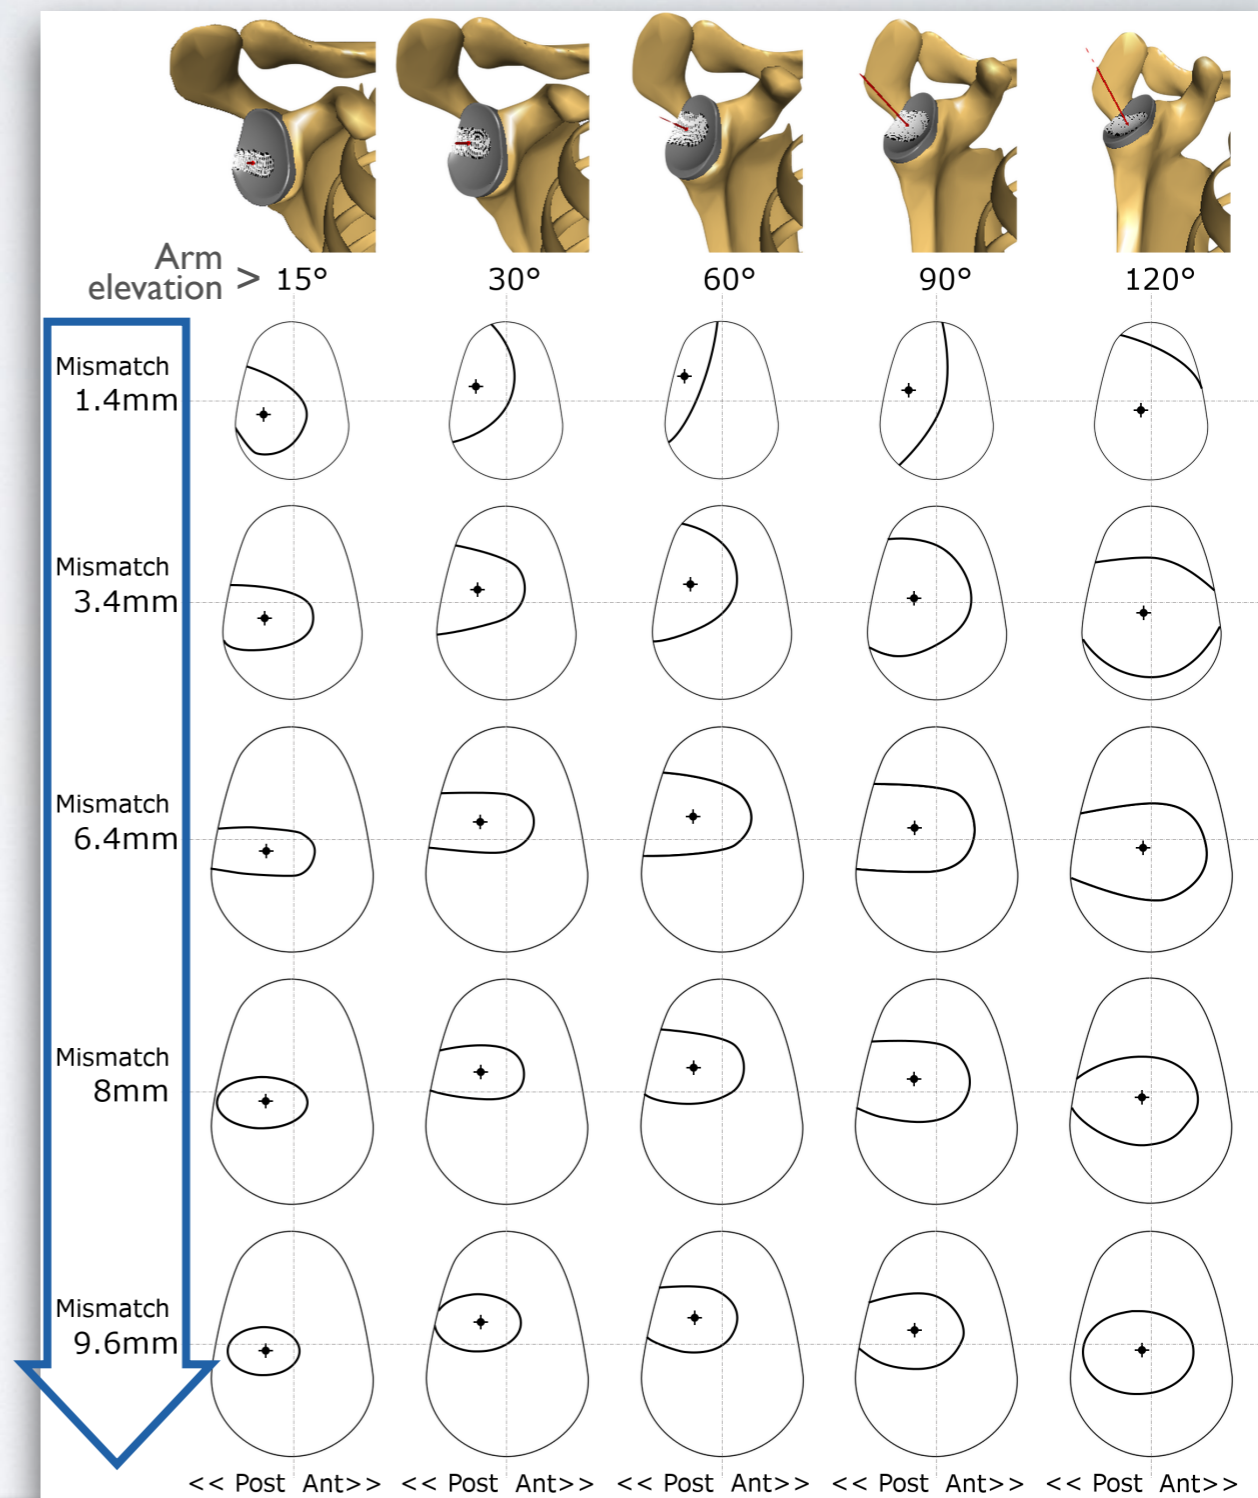 Arm
elevation > 15° 30° 60° 90° 120°
Mismatch
1.4mm
Mismatch
3.4mm
Mismatch
6.4mm
Mismatch
8mm
Mismatch
9.6mm
<< Post Ant>> << Post Ant>> << Post Ant>> << Post Ant>> << Post Ant>>